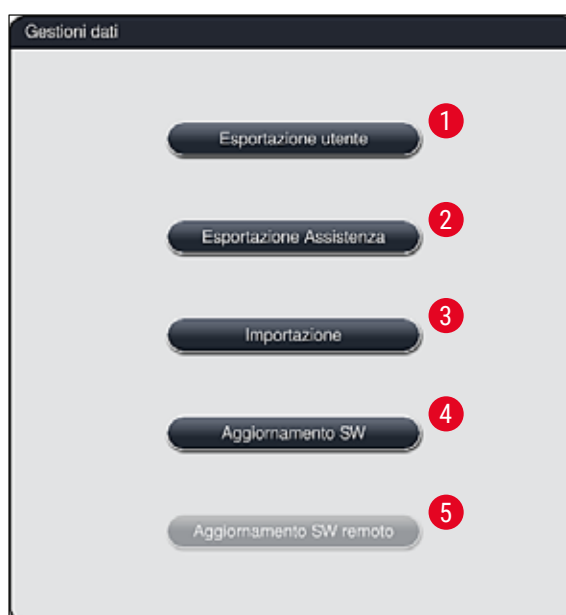 Gestioni dati
1
Esportazione utente
2
Esportazione Assistenza
3
Importazione
4
Aggiornamento SW
5
Aggiornamento SW remoto